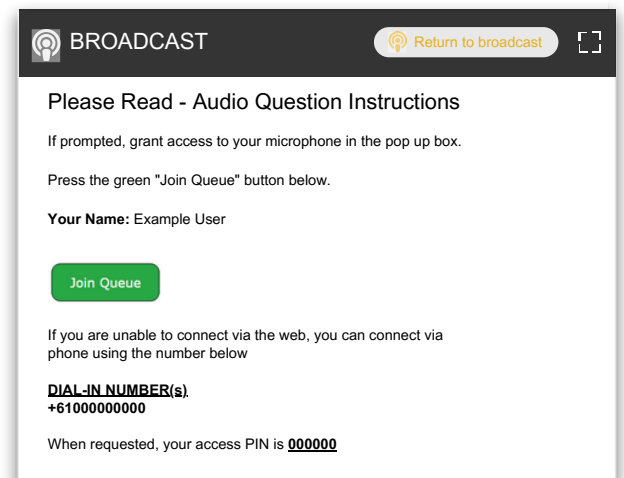 BROADCAST
Return to broadcast
Please Read - Audio Question Instructions
If prompted, grant access to your microphone in the pop up box.
Press the green "Join Queue" button below.
Your Name: Example User
Join Queue
If you are unable to connect via the web, you can connect via
phone using the number below
DIAL-IN NUMBER(s)
+61000000000
When requested, your access PIN is 000000